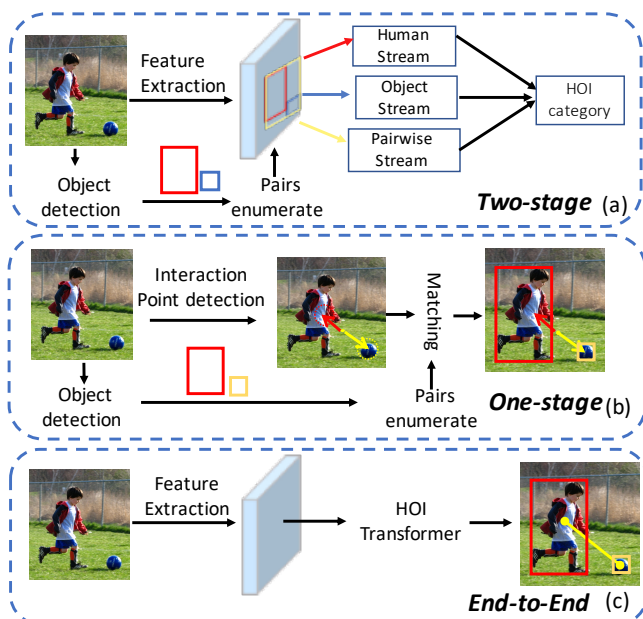 Feature
Extraction
Human
Stream
Object
Stream
Pairwise
Stream
HOI
category
Object
detection
Pairs
enumerate
Two-stage (a)
Interaction
Point detection
Matching
Object
detection
Pairs
enumerate
One-stage (b)
Feature
Extraction
HOI
Transformer
End-to-End (c)